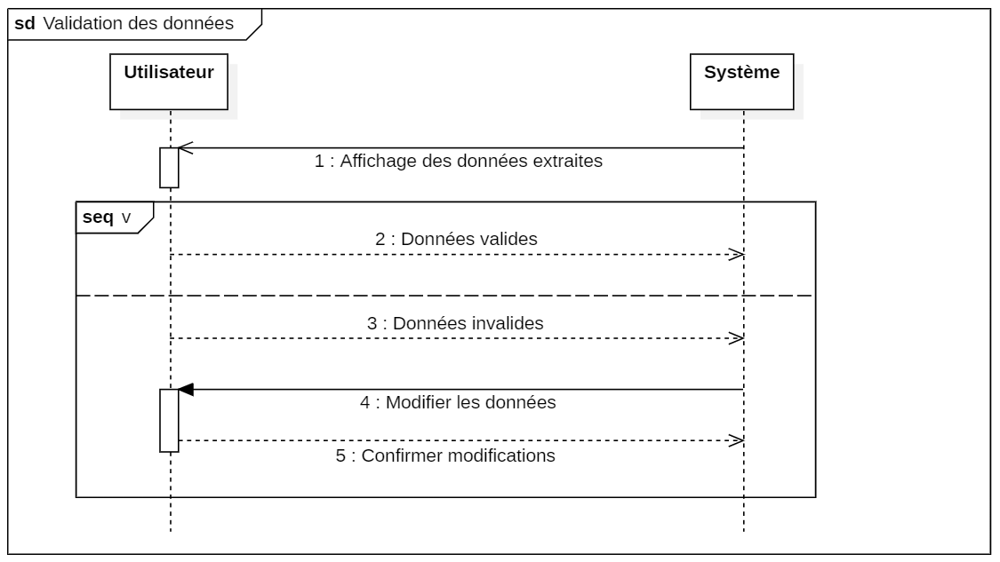 sd Validation des données
Utilisateur
Système
1 : Affichage des données extraites
seq v
2 : Données valides
3 : Données invalides
4 : Modifier les données
5 : Confirmer modifications